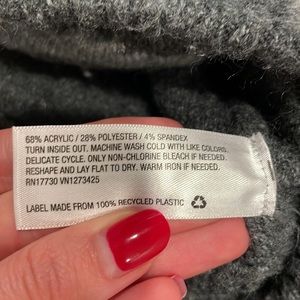 68% ACRYLIC / 28% POLYESTER / 4% SPANDEX
TURN INSIDE OUT. MACHINE WASH COLD WITH LIKE COLORS.
DELICATE CYCLE. ONLY NON-CHLORINE BLEACH IF NEEDED.
RESHAPE AND LAY FLAT TO DRY. WARM IRON IF NEEDED.
RN17730 VN1273425
LABEL MADE FROM 100% RECYCLED PLASTIC